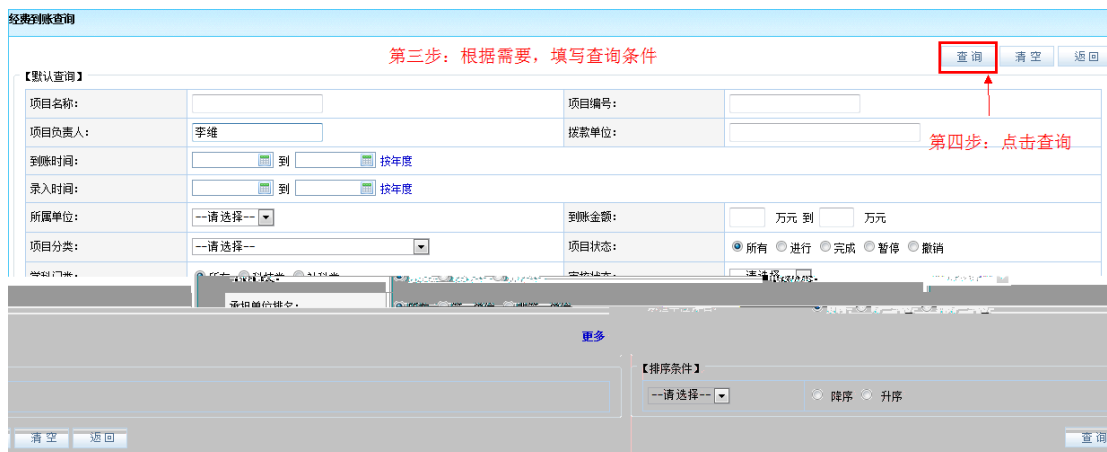 经费到账查询
第三步：根据需要，填写查询条件
查询 清空 返回
【默认查询】
项目名称： 项目编号：
项目负责人： 李维 拨款单位：
第四步：点击查询
到账时间： 到 按年度
录入时间： 到 按年度
所属单位： --请选择-- 到账金额： 万元 到 万元
项目分类： --请选择-- 项目状态： 所有 进行 完成 暂停 撤销
承担单位排名：
更多
【排序条件】
--请选择-- 降序 升序
清空 返回 查询